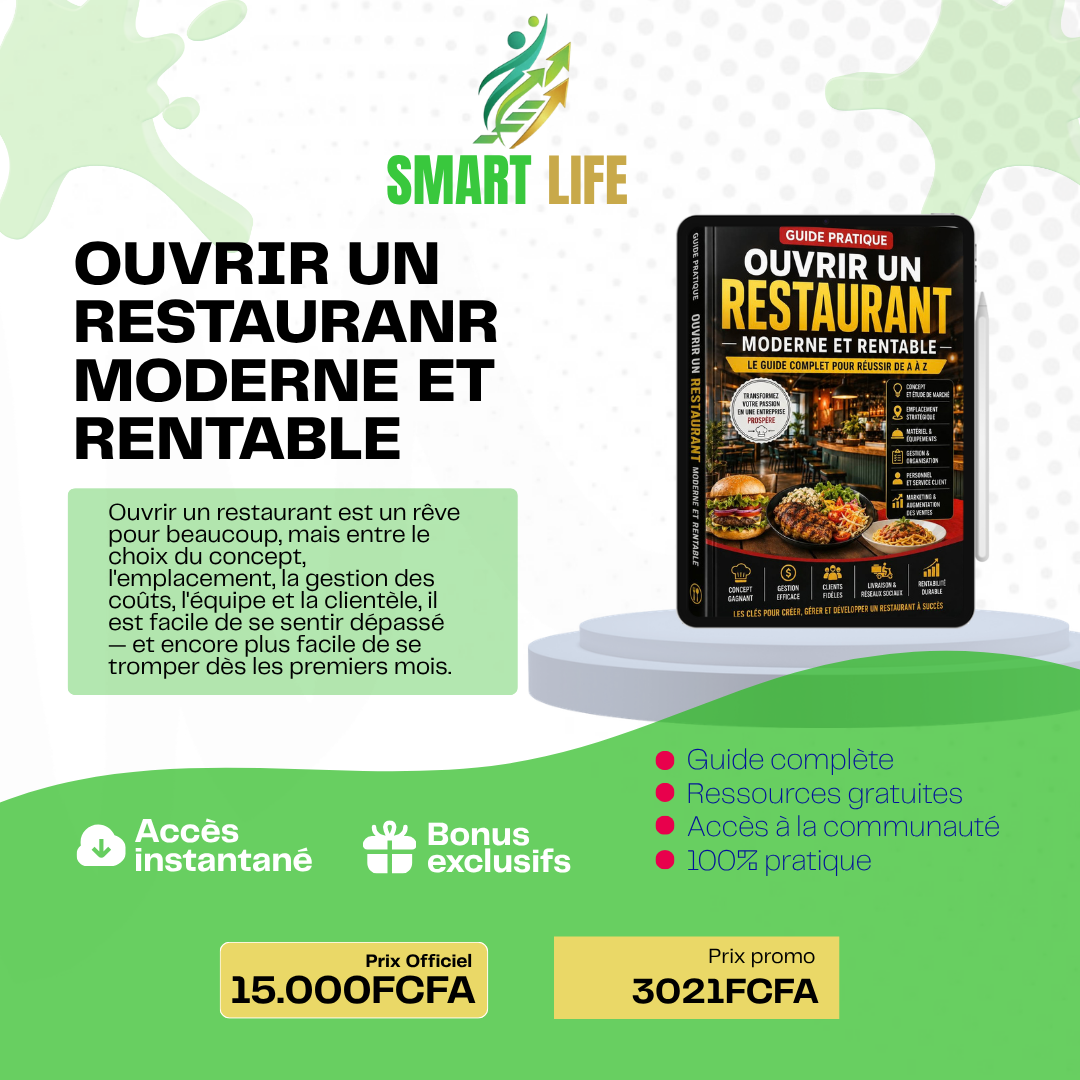 SMART LIFE
OUVRIR UN
RESTAURANR
MODERNE ET
RENTABLE
Ouvrir un restaurant est un rêve
pour beaucoup, mais entre le
choix du concept,
l'emplacement, la gestion des
coûts, l'équipe et la clientèle, il
est facile de se sentir dépassé
— et encore plus facile de se
tromper dès les premiers mois.
GUIDE PRATIQUE OUVRIR UN RESTAURANT MODERNE ET RENTABLE
GUIDE PRATIQUE
OUVRIR UN
RESTAURANT
MODERNE ET RENTABLE
LE GUIDE COMPLET POUR RÉUSSIR DE A À Z
TRANSFORMEZ
VOTRE PASSION
EN UNE ENTREPRISE
PROSPÈRE
CONCEPT
ET ÉTUDE DE MARCHÉ
EMPLACEMENT
STRATÉGIQUE
MATÉRIEL &
ÉQUIPEMENTS
GESTION &
ORGANISATION
PERSONNEL
ET SERVICE CLIENT
MARKETING &
AUGMENTATION
DES VENTES
CONCEPT
GAGNANT
GESTION
EFFICACE
CLIENTS
FIDÈLES
LIVRAISON &
RÉSEAUX SOCIAUX
RENTABILITÉ
DURABLE
LES CLÉS POUR CRÉER, GÉRER ET DÉVELOPPER UN RESTAURANT À SUCCÈS
Guide complète
Ressources gratuites
Accès à la communauté
100% pratique
Accès
instantané
Bonus
exclusifs
Prix Officiel
15.000FCFA
Prix promo
3021FCFA